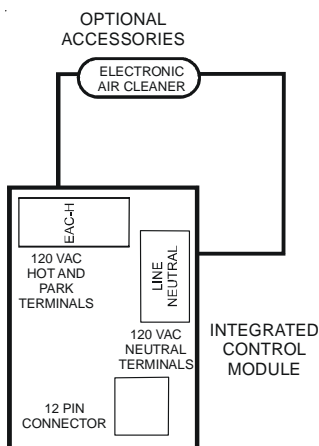 OPTIONAL
ACCESSORIES
ELECTRONIC
AIR CLEANER
EAC-H
120 VAC
HOT AND
PARK
TERMINALS
LINE
NEUTRAL
120 VAC
NEUTRAL
TERMINALS
INTEGRATED
CONTROL
MODULE
12 PIN
CONNECTOR